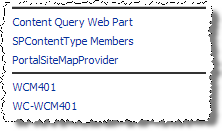 Content Query Web Part
SPContentType Members
PortalSiteMapProvider
WCM401
WC-WCM401